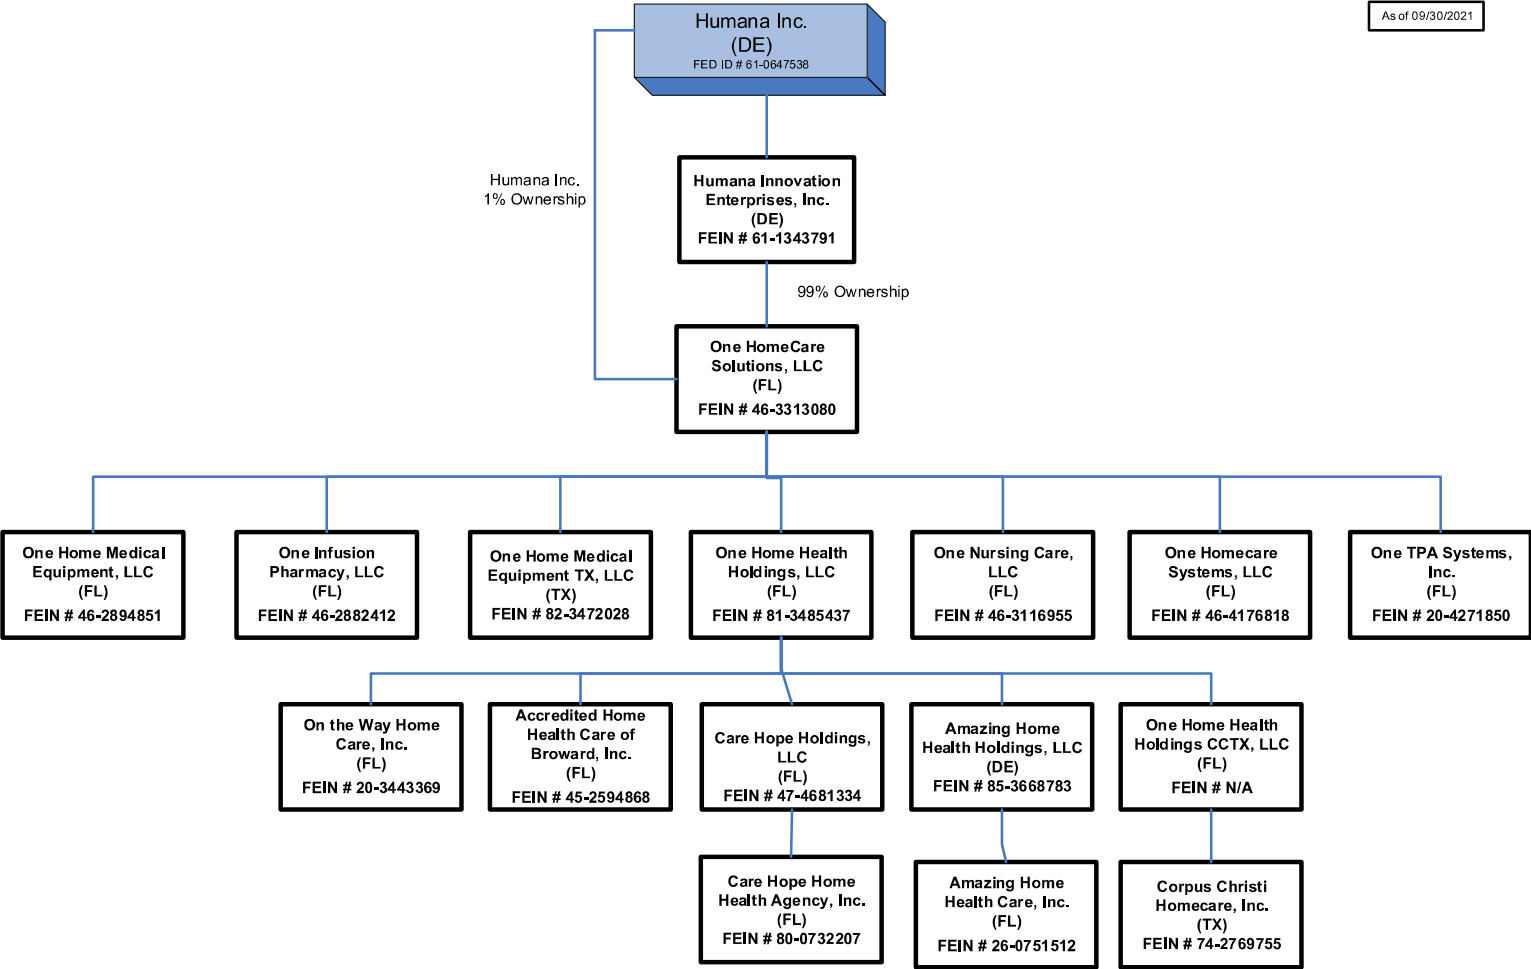 Humana Inc.
(DE)
FED ID # 61-0647538
As of 09/30/2021
Humana Inc.
1% Ownership
Humana Innovation
Enterprises, Inc.
(DE)
FEIN # 61-1343791
99% Ownership
One HomeCare
Solutions, LLC
(FL)
FEIN # 46-3313080
One Home Medical
Equipment, LLC
(FL)
FEIN # 46-2894851
One Infusion
Pharmacy, LLC
(FL)
FEIN # 46-2882412
One Home Medical
Equipment TX, LLC
(TX)
FEIN # 82-3472028
One Home Health
Holdings, LLC
(FL)
FEIN # 81-3485437
One Nursing Care,
LLC
(FL)
FEIN # 46-3116955
One Homecare
Systems, LLC
(FL)
FEIN # 46-4176818
One TPA Systems,
Inc.
(FL)
FEIN # 20-4271850
On the Way Home
Care, Inc.
(FL)
FEIN # 20-3443369
Accredited Home
Health Care of
Broward, Inc.
(FL)
FEIN # 45-2594868
Care Hope Holdings,
LLC
(FL)
FEIN # 47-4681334
Amazing Home
Health Holdings, LLC
(DE)
FEIN # 85-3668783
One Home Health
Holdings CCTX, LLC
(FL)
FEIN # N/A
Care Hope Home
Health Agency, Inc.
(FL)
FEIN # 80-0732207
Amazing Home
Health Care, Inc.
(FL)
FEIN # 26-0751512
Corpus Christi
Homecare, Inc.
(TX)
FEIN # 74-2769755